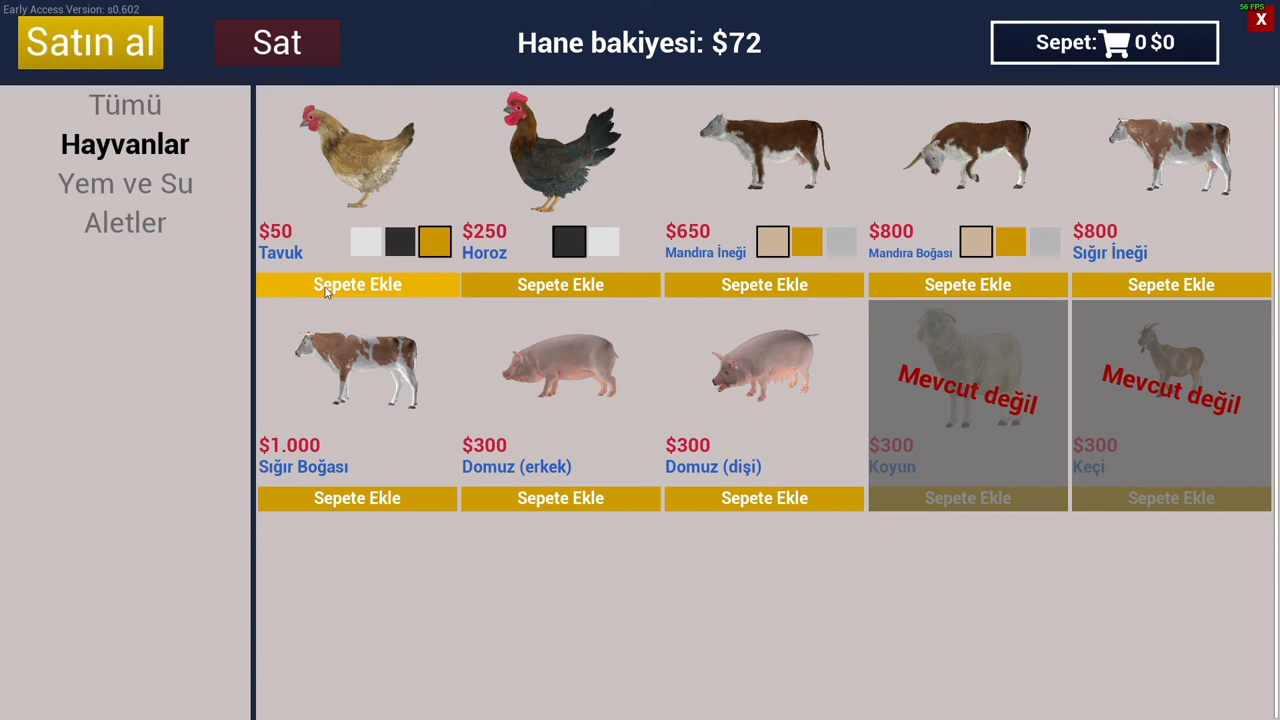 Early Access Version: s0.602
56 FPS
Satın al
Sat
Hane bakiyesi: $72
Sepet: 0 $0
X
Tümü
Hayvanlar
Yem ve Su
Aletler
$50
Tavuk
Sepete Ekle
$250
Horoz
Sepete Ekle
$650
Mandıra İneği
Sepete Ekle
$800
Mandıra Boğası
Sepete Ekle
$800
Sığır İneği
Sepete Ekle
$1.000
Sığır Boğası
Sepete Ekle
$300
Domuz (erkek)
Sepete Ekle
$300
Domuz (dişi)
Sepete Ekle
Mevcut değil
$300
Koyun
Sepete Ekle
Mevcut değil
$300
Keçi
Sepete Ekle